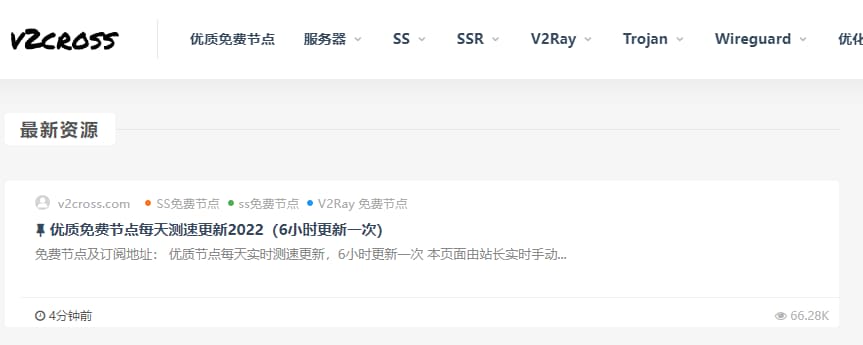 v2cross 优质免费节点 服务器 SS SSR V2Ray Trojan Wireguard 优化
最新资源
v2cross.com SS免费节点 ss免费节点 V2Ray 免费节点
优质免费节点每天测速更新2022（6小时更新一次）
免费节点及订阅地址： 优质节点每天实时测速更新，6小时更新一次 本页面由站长实时手动...
4分钟前 66.28K